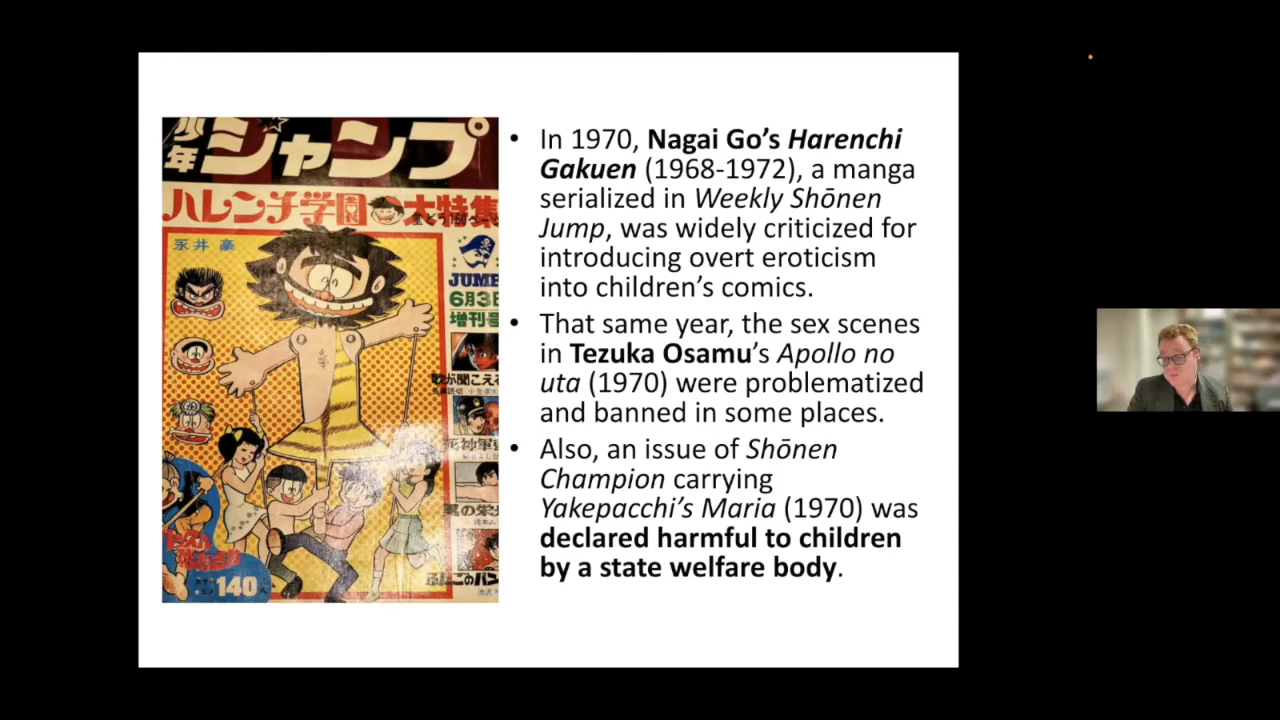 少年
ジャンプ
ハレンチ学園
大特集
永井豪
JUMP
6月3日
増刊号
140
• In 1970, Nagai Go’s Harenchi
Gakuen (1968-1972), a manga
serialized in Weekly Shōnen
Jump, was widely criticized for
introducing overt eroticism
into children’s comics.
• That same year, the sex scenes
in Tezuka Osamu’s Apollo no
uta (1970) were problematized
and banned in some places.
• Also, an issue of Shōnen
Champion carrying
Yakepacchi’s Maria (1970) was
declared harmful to children
by a state welfare body.